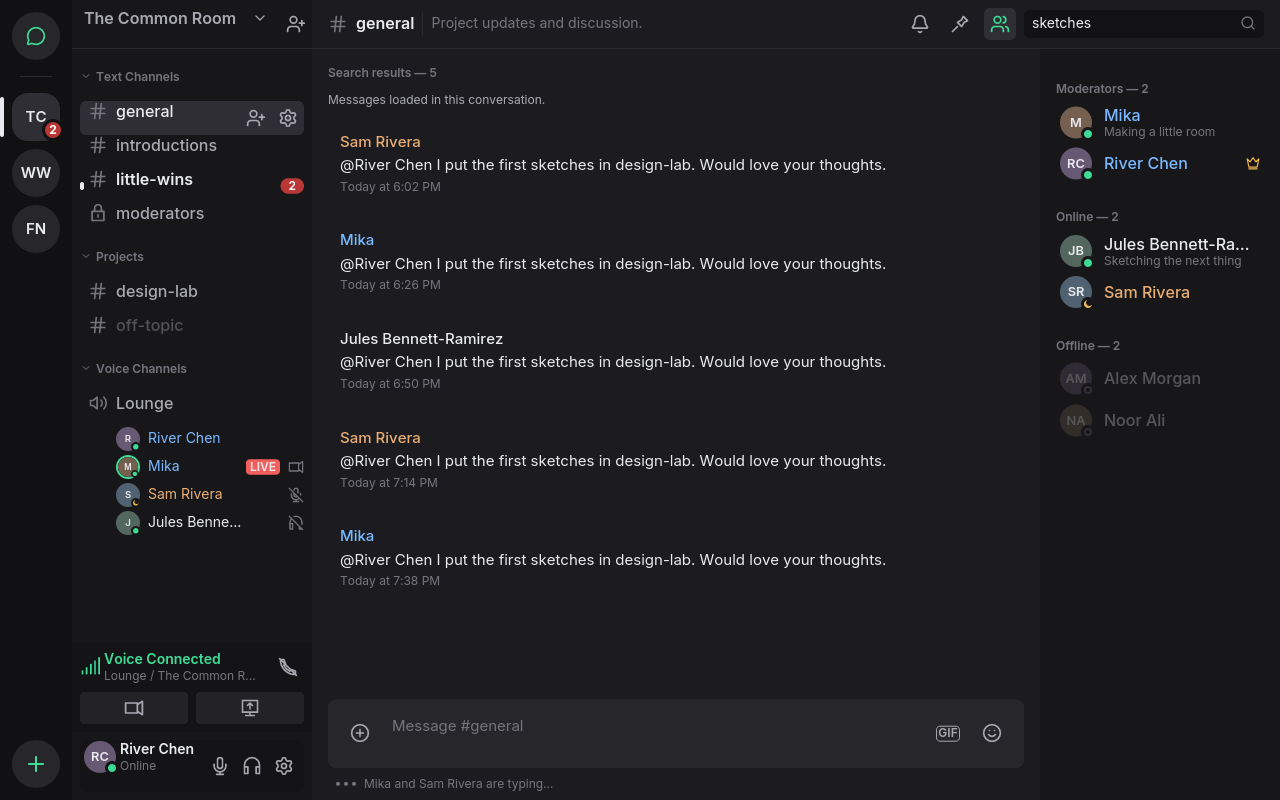 TC
2
WW
FN
The Common Room
Text Channels
general
introductions
little-wins
2
moderators
Projects
design-lab
off-topic
Voice Channels
Lounge
R
River Chen
M
Mika
LIVE
S
Sam Rivera
J
Jules Benne...
Voice Connected
Lounge / The Common R...
RC
River Chen
Online
# general
Project updates and discussion.
sketches
Search results — 5
Messages loaded in this conversation.
Sam Rivera
@River Chen I put the first sketches in design-lab. Would love your thoughts.
Today at 6:02 PM
Mika
@River Chen I put the first sketches in design-lab. Would love your thoughts.
Today at 6:26 PM
Jules Bennett-Ramirez
@River Chen I put the first sketches in design-lab. Would love your thoughts.
Today at 6:50 PM
Sam Rivera
@River Chen I put the first sketches in design-lab. Would love your thoughts.
Today at 7:14 PM
Mika
@River Chen I put the first sketches in design-lab. Would love your thoughts.
Today at 7:38 PM
Message #general
GIF
Mika and Sam Rivera are typing...
Moderators — 2
M
Mika
Making a little room
RC
River Chen
Online — 2
JB
Jules Bennett-Ra...
Sketching the next thing
SR
Sam Rivera
Offline — 2
AM
Alex Morgan
NA
Noor Ali